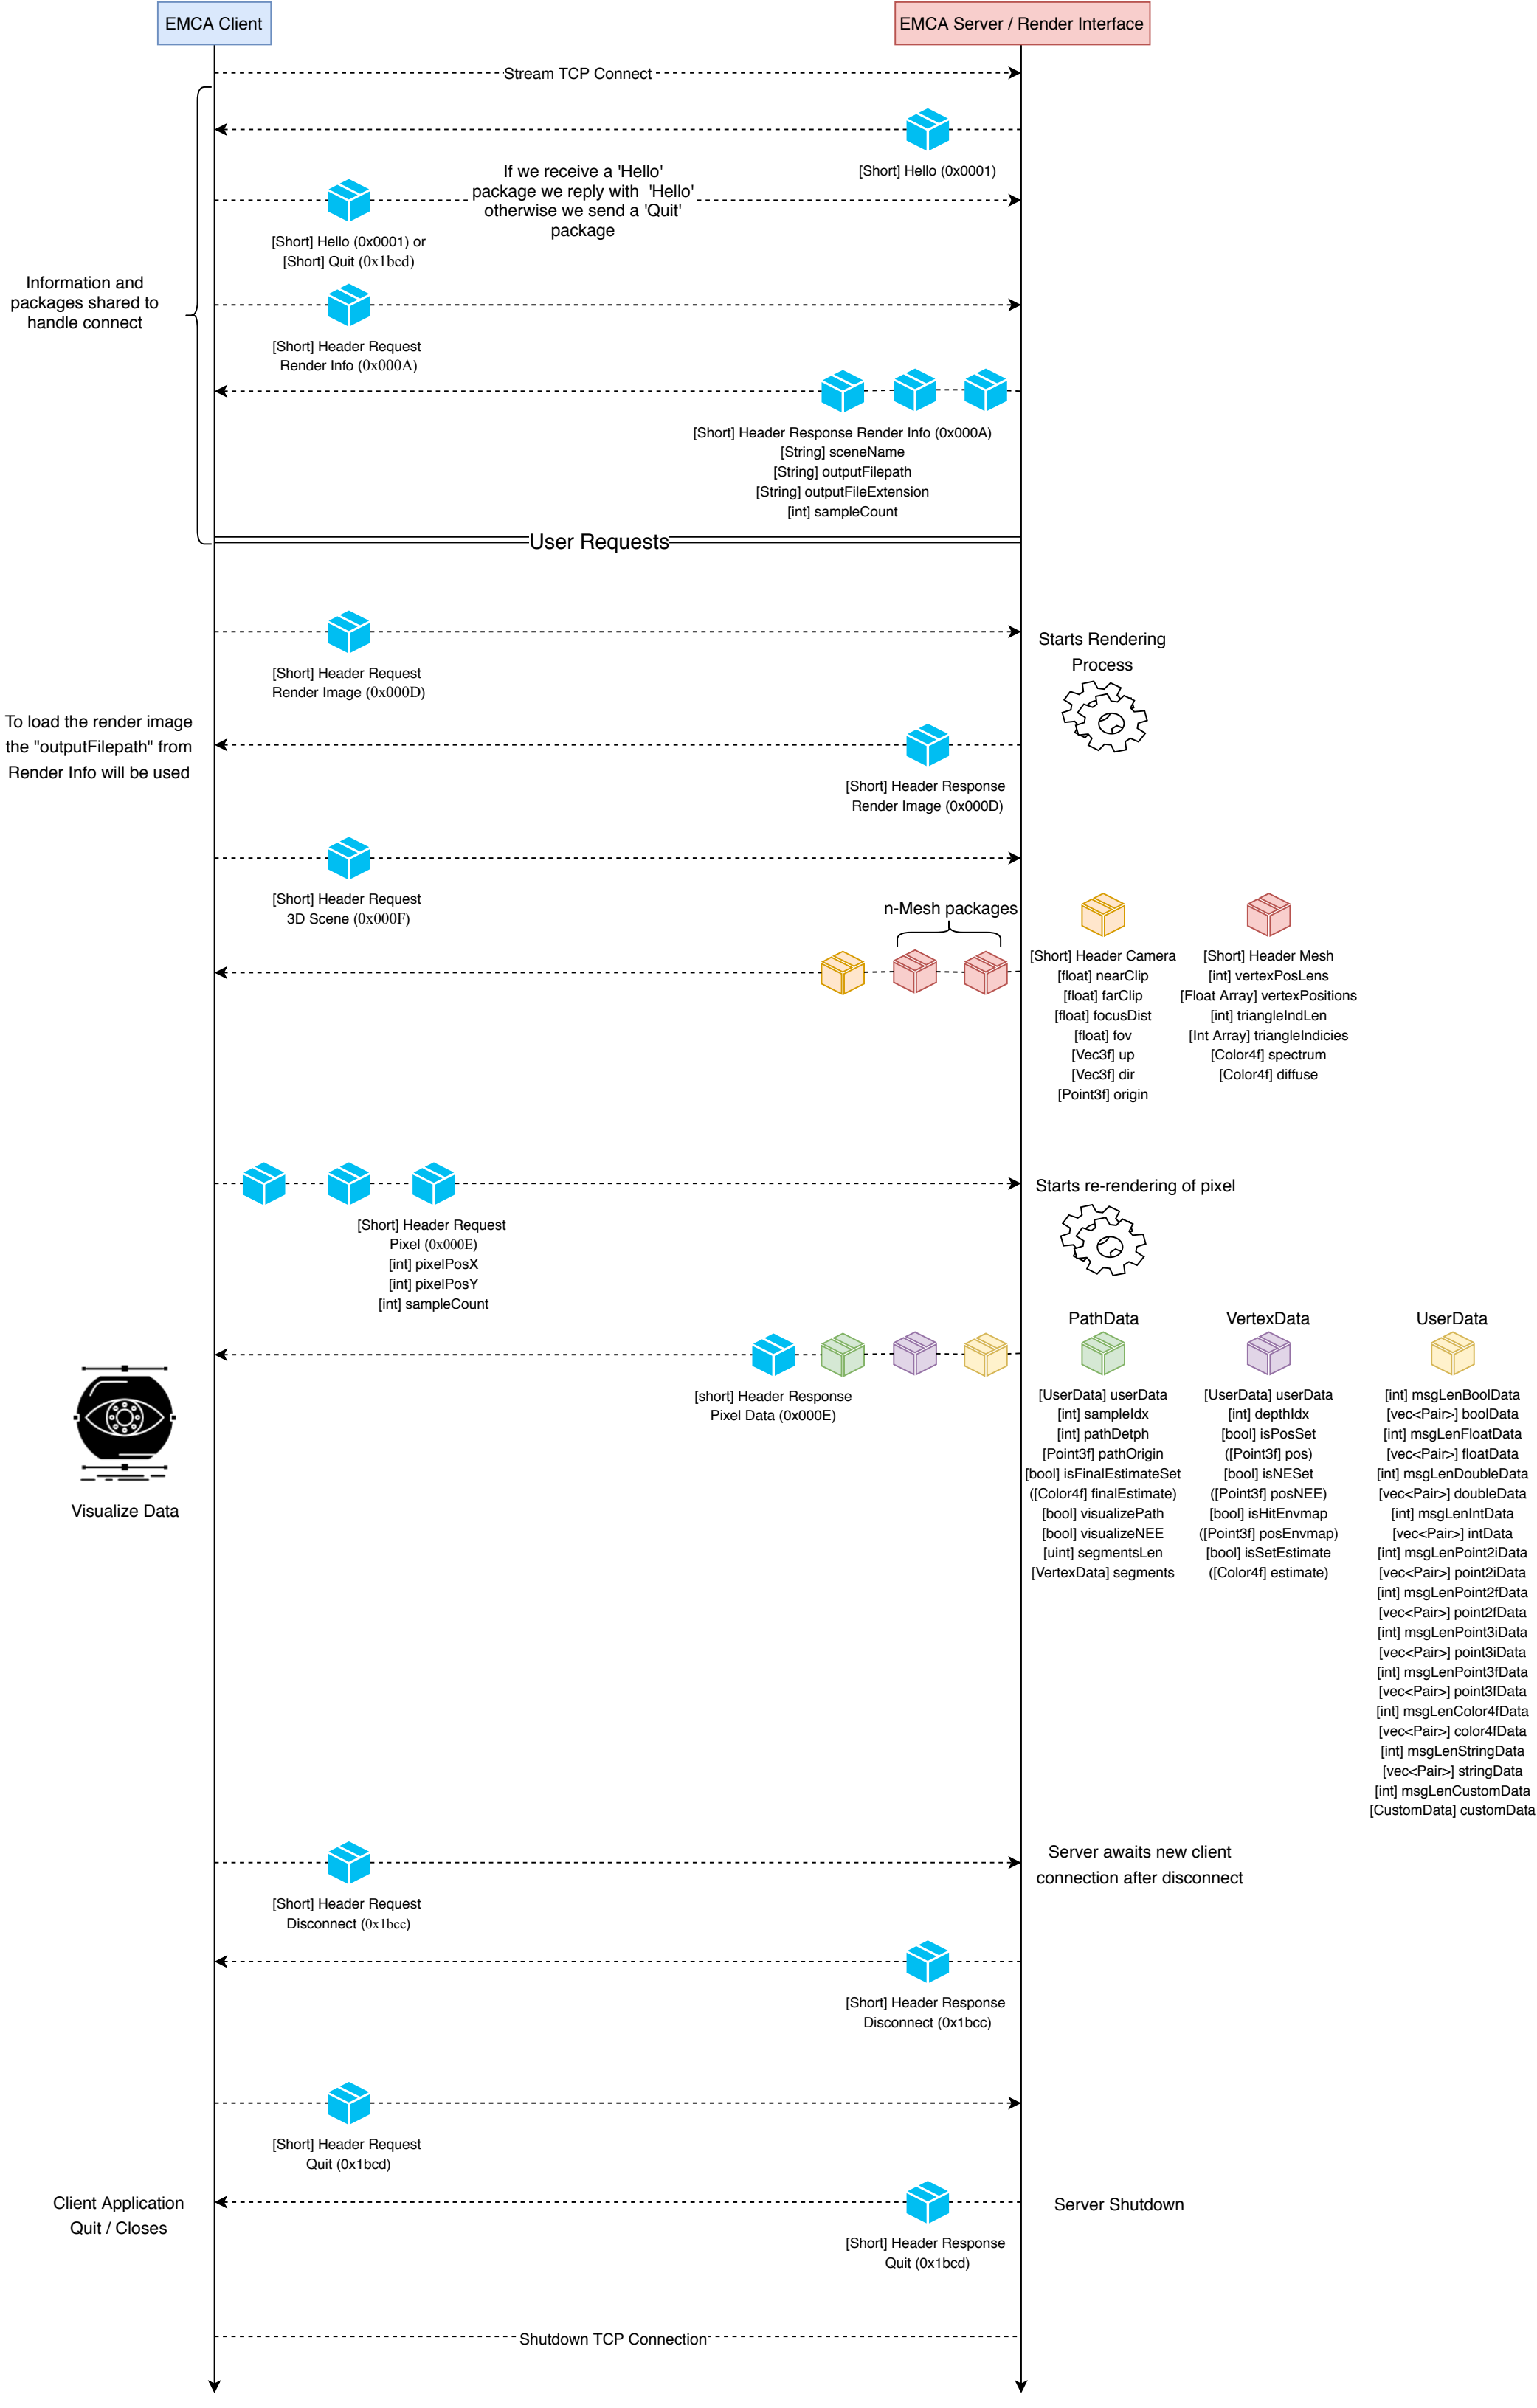 EMCA Client
EMCA Server / Render Interface
Stream TCP Connect
[Short] Hello (0x0001)
If we receive a 'Hello'
package we reply with 'Hello'
otherwise we send a 'Quit'
package
[Short] Hello (0x0001) or
[Short] Quit (0x1bcd)
Information and
packages shared to
handle connect
[Short] Header Request
Render Info (0x000A)
[Short] Header Response Render Info (0x000A)
[String] sceneName
[String] outputFilepath
[String] outputFileExtension
[int] sampleCount
User Requests
[Short] Header Request
Render Image (0x000D)
Starts Rendering
Process
To load the render image
the "outputFilepath" from
Render Info will be used
[Short] Header Response
Render Image (0x000D)
[Short] Header Request
3D Scene (0x000F)
n-Mesh packages
[Short] Header Camera
[float] nearClip
[float] farClip
[float] focusDist
[float] fov
[Vec3f] up
[Vec3f] dir
[Point3f] origin
[Short] Header Mesh
[int] vertexPosLens
[Float Array] vertexPositions
[int] triangleIndLen
[Int Array] triangleIndicies
[Color4f] spectrum
[Color4f] diffuse
[Short] Header Request
Pixel (0x000E)
[int] pixelPosX
[int] pixelPosY
[int] sampleCount
Starts re-rendering of pixel
[short] Header Response
Pixel Data (0x000E)
Visualize Data
PathData
[UserData] userData
[int] sampleIdx
[int] pathDetph
[Point3f] pathOrigin
[bool] isFinalEstimateSet
([Color4f] finalEstimate)
[bool] visualizePath
[bool] visualizeNEE
[uint] segmentsLen
[VertexData] segments
VertexData
[UserData] userData
[int] depthIdx
[bool] isPosSet
([Point3f] pos)
[bool] isNESet
([Point3f] posNEE)
[bool] isHitEnvmap
([Point3f] posEnvmap)
[bool] isSetEstimate
([Color4f] estimate)
UserData
[int] msgLenBoolData
[vec<Pair>] boolData
[int] msgLenFloatData
[vec<Pair>] floatData
[int] msgLenDoubleData
[vec<Pair>] doubleData
[int] msgLenIntData
[vec<Pair>] intData
[int] msgLenPoint2iData
[vec<Pair>] point2iData
[int] msgLenPoint2fData
[vec<Pair>] point2fData
[int] msgLenPoint3iData
[vec<Pair>] point3iData
[int] msgLenPoint3fData
[vec<Pair>] point3fData
[int] msgLenColor4fData
[vec<Pair>] color4fData
[int] msgLenStringData
[vec<Pair>] stringData
[int] msgLenCustomData
[CustomData] customData
[Short] Header Request
Disconnect (0x1bcc)
Server awaits new client
connection after disconnect
[Short] Header Response
Disconnect (0x1bcc)
[Short] Header Request
Quit (0x1bcd)
Client Application
Quit / Closes
[Short] Header Response
Quit (0x1bcd)
Server Shutdown
Shutdown TCP Connection